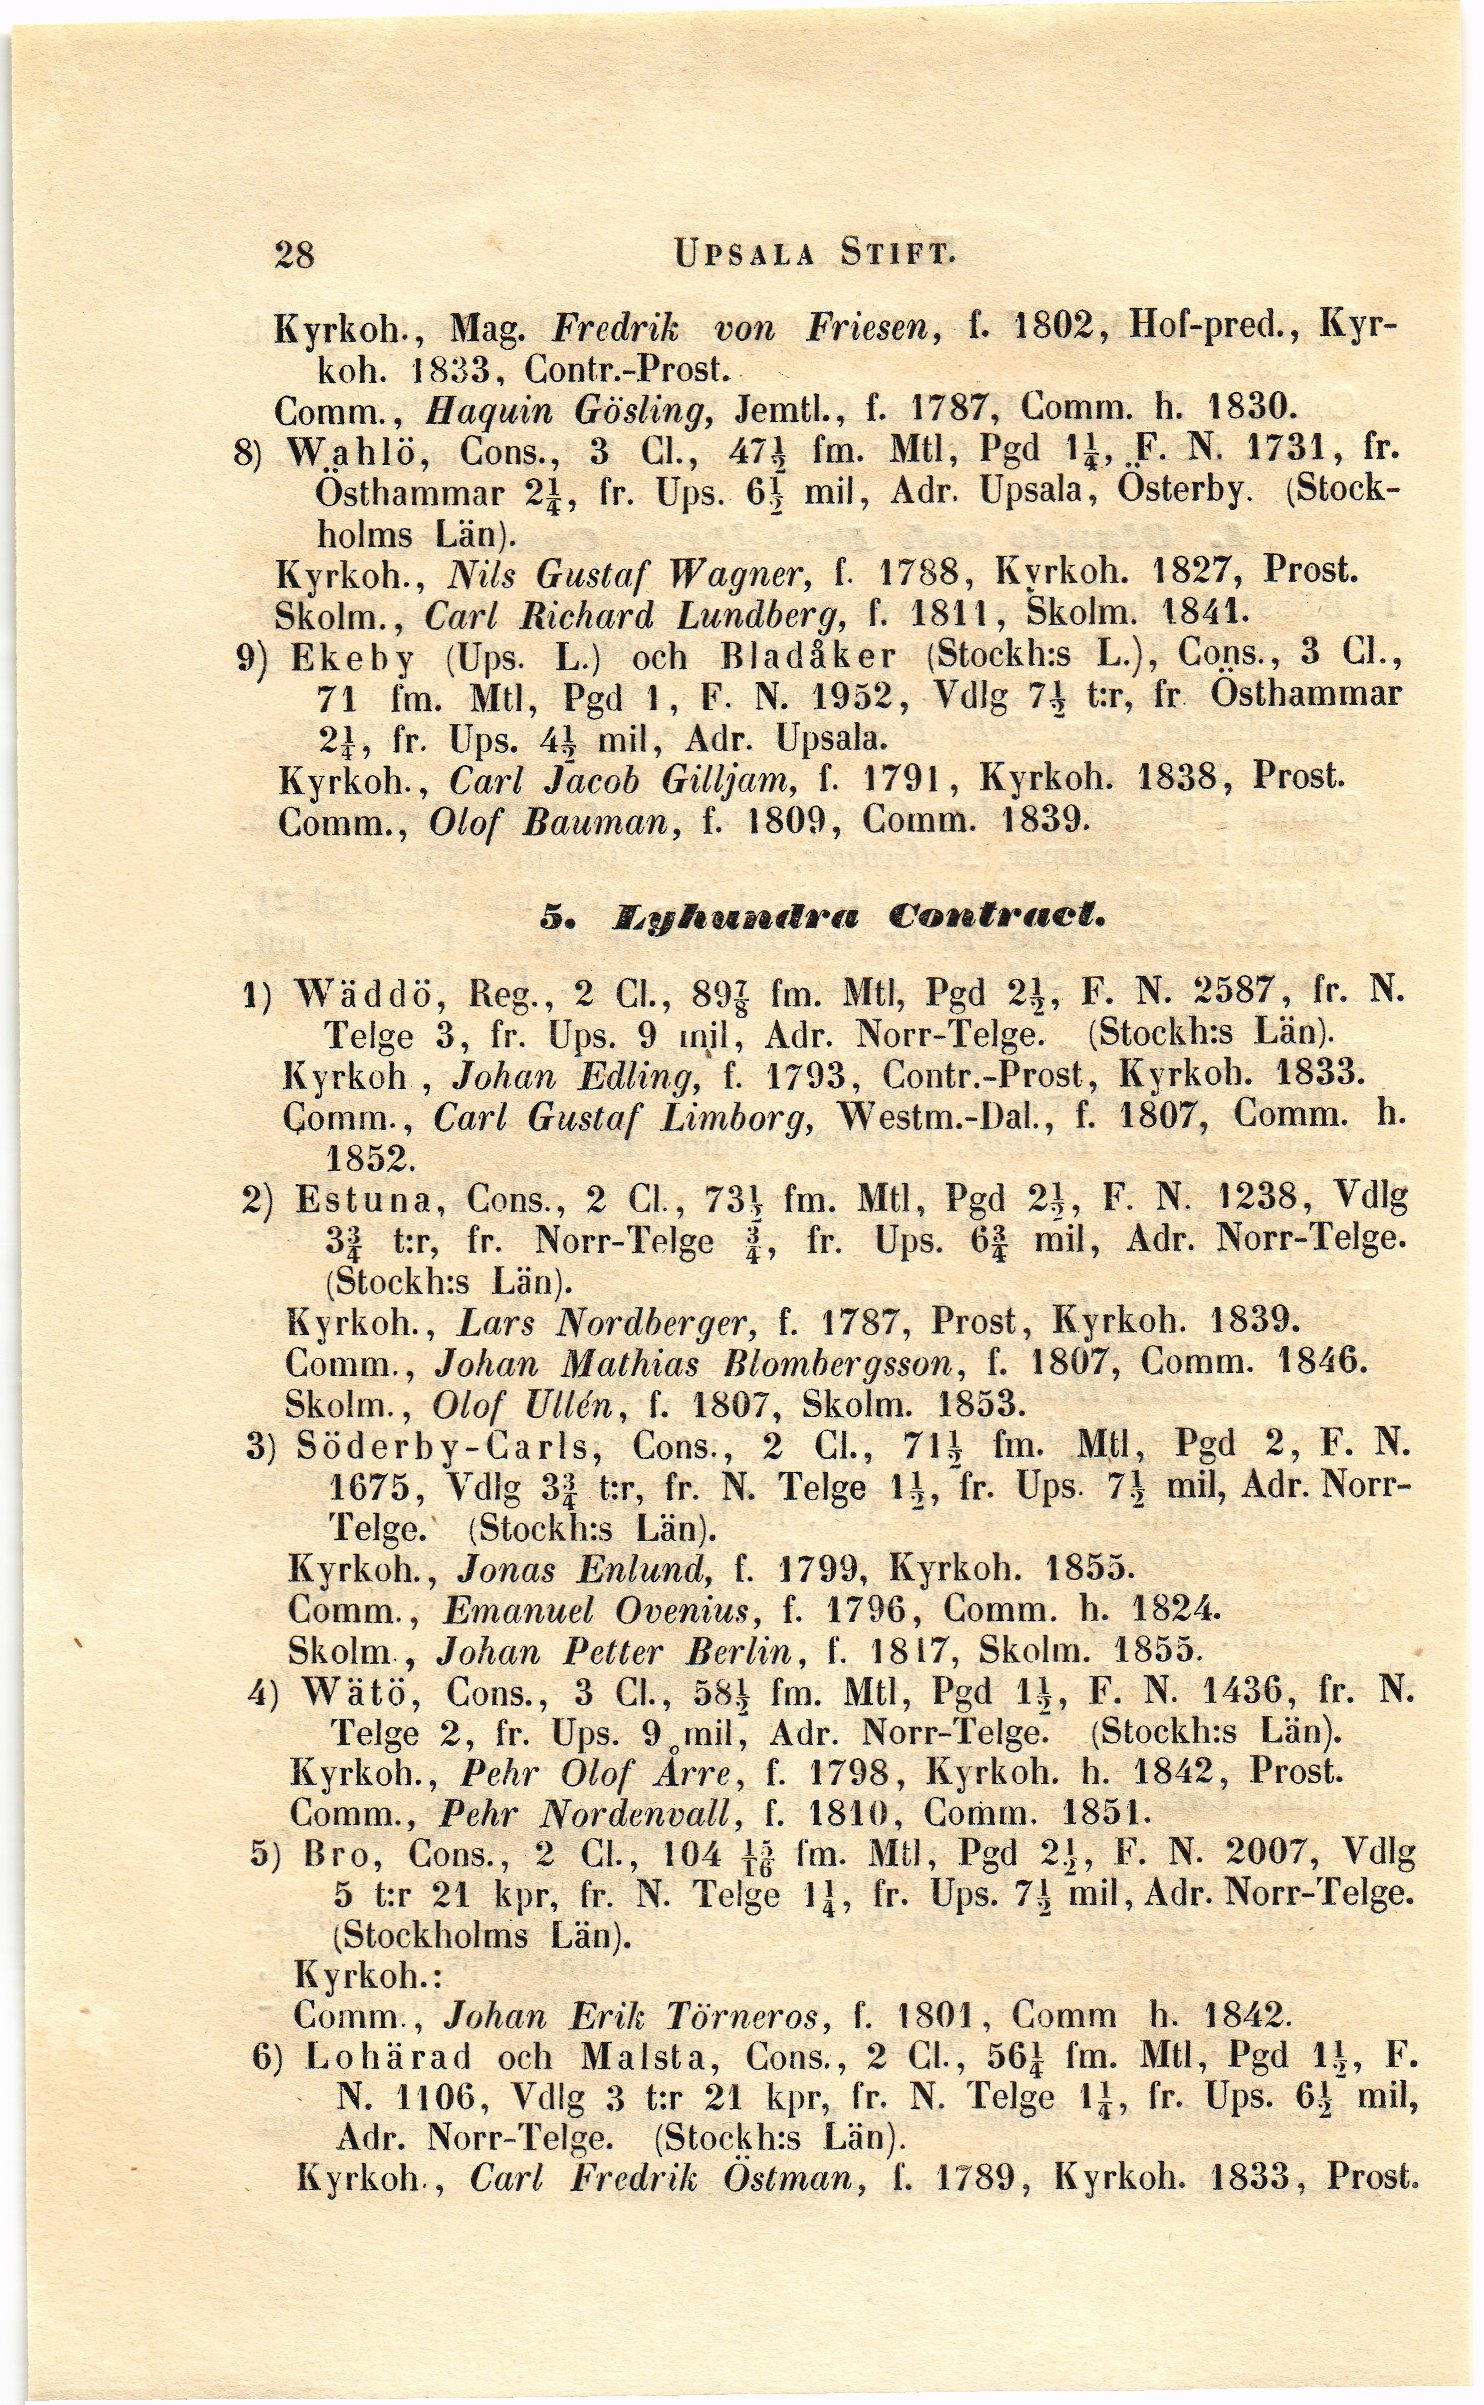 28 UPSALA STIFT.
Kyrkoh., Mag. Fredrik von Friesen, f. 1802, Hof-pred., Kyr-
koh. 1833, Contr.-Prost.
Comm., Haquin Gösling, Jemtl., f. 1787, Comm. h. 1830.
8) Wahlö, Cons., 3 Cl., 47½ fm. Mtl, Pgd 1¼, F. N. 1731, fr.
Östhammar 2¼, fr. Ups. 6½ mil, Adr. Upsala, Österby. (Stock-
holms Län).
Kyrkoh., Nils Gustaf Wagner, f. 1788, Kyrkoh. 1827, Prost.
Skolm., Carl Richard Lundberg, f. 1811, Skolm. 1841.
9) Ekeby (Ups. L.) och Bladåker (Stockh:s L.), Cons., 3 Cl.,
71 fm. Mtl, Pgd 1, F. N. 1952, Vdlg 7½ t:r, fr. Östhammar
2¼, fr. Ups. 4½ mil, Adr. Upsala.
Kyrkoh., Carl Jacob Gilljam, f. 1791, Kyrkoh. 1838, Prost.
Comm., Olof Bauman, f. 1809, Comm. 1839.
5. Lyhundra Contract.
1) Wäddö, Reg., 2 Cl., 89⅞ fm. Mtl, Pgd 2½, F. N. 2587, fr. N.
Telge 3, fr. Ups. 9 mil, Adr. Norr-Telge. (Stockh:s Län).
Kyrkoh., Johan Edling, f. 1793, Contr.-Prost, Kyrkoh. 1833.
Comm., Carl Gustaf Limborg, Westm.-Dal., f. 1807, Comm. h.
1852.
2) Estuna, Cons., 2 Cl., 73½ fm. Mtl, Pgd 2½, F. N. 1238, Vdlg
3¾ t:r, fr. Norr-Telge ¾, fr. Ups. 6¾ mil, Adr. Norr-Telge.
(Stockh:s Län).
Kyrkoh., Lars Nordberger, f. 1787, Prost, Kyrkoh. 1839.
Comm., Johan Mathias Blombergsson, f. 1807, Comm. 1846.
Skolm., Olof Ullén, f. 1807, Skolm. 1853.
3) Söderby-Carls, Cons., 2 Cl., 71½ fm. Mtl, Pgd 2, F. N.
1675, Vdlg 3¾ t:r, fr. N. Telge 1½, fr. Ups. 7½ mil, Adr. Norr-
Telge. (Stockh:s Län).
Kyrkoh., Jonas Enlund, f. 1799, Kyrkoh. 1855.
Comm., Emanuel Ovenius, f. 1796, Comm. h. 1824.
Skolm., Johan Petter Berlin, f. 1817, Skolm. 1855.
4) Wätö, Cons., 3 Cl., 58½ fm. Mtl, Pgd 1½, F. N. 1436, fr. N.
Telge 2, fr. Ups. 9 mil, Adr. Norr-Telge. (Stockh:s Län).
Kyrkoh., Pehr Olof Årre, f. 1798, Kyrkoh. h. 1842, Prost.
Comm., Pehr Nordenvall, f. 1810, Comm. 1851.
5) Bro, Cons., 2 Cl., 104 15/16 fm. Mtl, Pgd 2½, F. N. 2007, Vdlg
5 t:r 21 kpr, fr. N. Telge 1¼, fr. Ups. 7½ mil, Adr. Norr-Telge.
(Stockholms Län).
Kyrkoh.:
Comm., Johan Erik Törneros, f. 1801, Comm h. 1842.
6) Lohärad och Malsta, Cons., 2 Cl., 56¼ fm. Mtl, Pgd 1½, F.
N. 1106, Vdlg 3 t:r 21 kpr, fr. N. Telge 1¼, fr. Ups. 6½ mil,
Adr. Norr-Telge. (Stockh:s Län).
Kyrkoh., Carl Fredrik Östman, f. 1789, Kyrkoh. 1833, Prost.